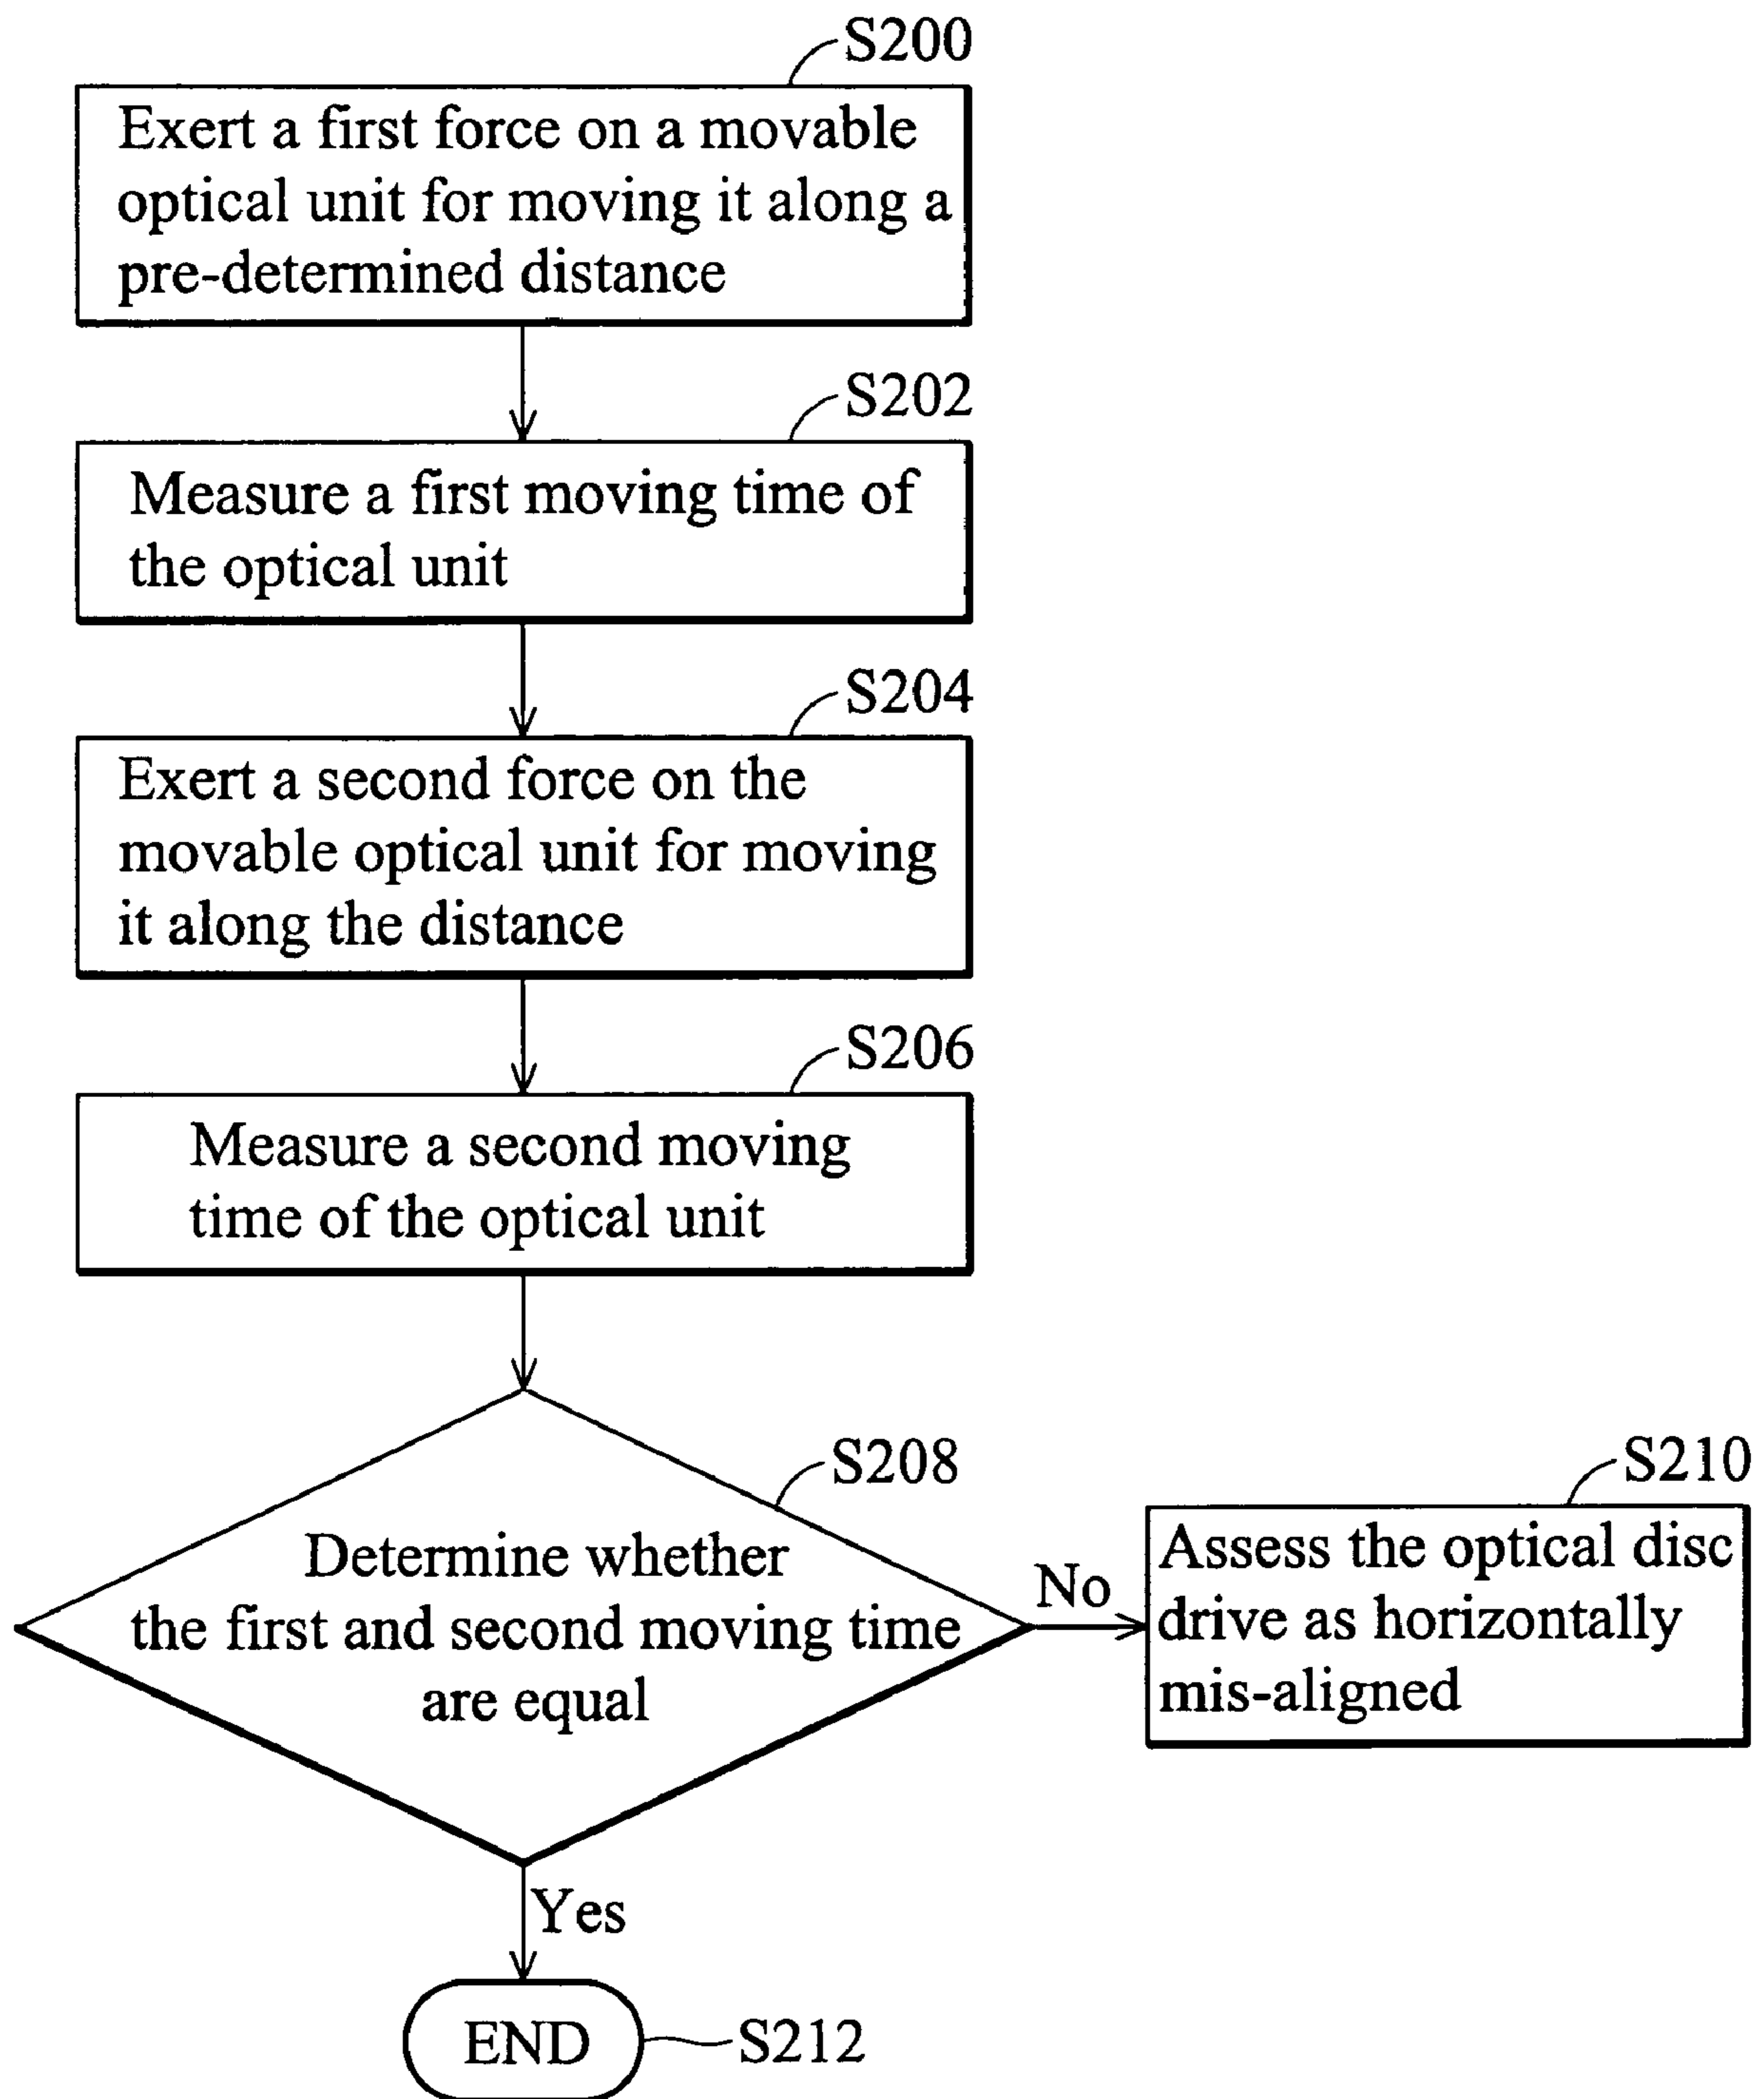 S200
Exert a first force on a movable
optical unit for moving it along a
pre-determined distance
S202
Measure a first moving time of
the optical unit
S204
Exert a second force on the
movable optical unit for moving
it along the distance
S206
Measure a second moving
time of the optical unit
S208
Determine whether
the first and second moving time
are equal
No
S210
Assess the optical disc
drive as horizontally
mis-aligned
Yes
END
S212